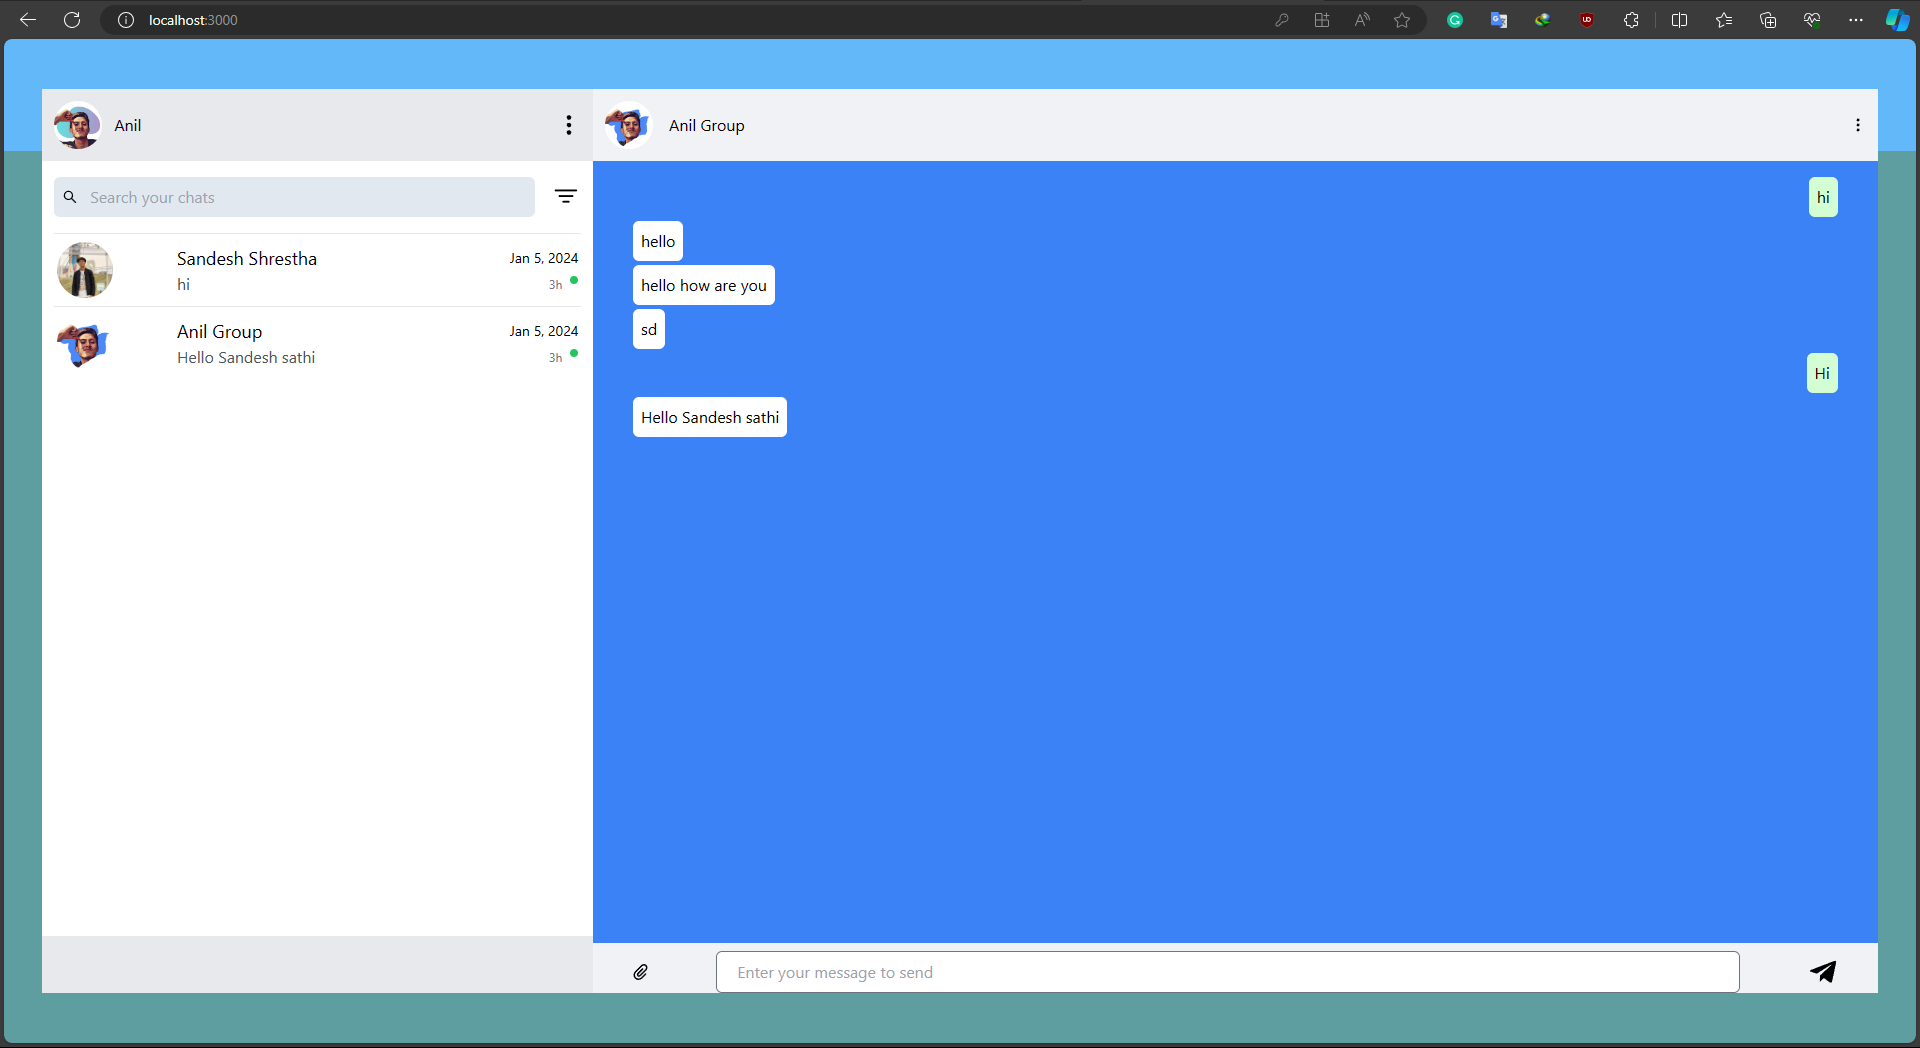 localhost:3000
Anil
Search your chats
Sandesh Shrestha Jan 5, 2024
hi 3h
Anil Group Jan 5, 2024
Hello Sandesh sathi 3h
Anil Group
hi
hello
hello how are you
sd
Hi
Hello Sandesh sathi
Enter your message to send